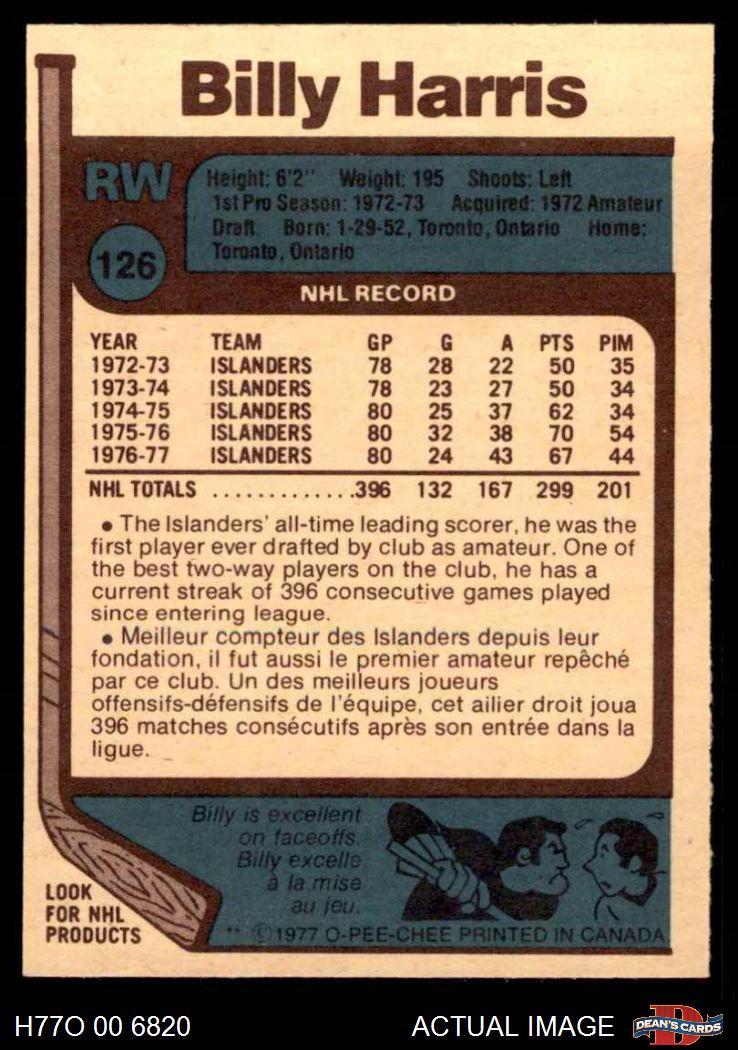 Billy Harris
RW
Height: 6'2" Weight: 195 Shoots: Left
1st Pro Season: 1972-73 Acquired: 1972 Amateur
Draft Born: 1-29-52, Toronto, Ontario Home:
Toronto, Ontario
126
NHL RECORD
YEAR TEAM GP G A PTS PIM
1972-73 ISLANDERS 78 28 22 50 35
1973-74 ISLANDERS 78 23 27 50 34
1974-75 ISLANDERS 80 25 37 62 34
1975-76 ISLANDERS 80 32 38 70 54
1976-77 ISLANDERS 80 24 43 67 44
NHL TOTALS .............396 132 167 299 201
• The Islanders' all-time leading scorer, he was the
first player ever drafted by club as amateur. One of
the best two-way players on the club, he has a
current streak of 396 consecutive games played
since entering league.
• Meilleur compteur des Islanders depuis leur
fondation, il fut aussi le premier amateur repêché
par ce club. Un des meilleurs joueurs
offensifs-défensifs de l'équipe, cet ailier droit joua
396 matches consécutifs après son entrée dans la
ligue.
Billy is excellent
on faceoffs.
Billy excelle
à la mise
au jeu.
LOOK
FOR NHL
PRODUCTS
** © 1977 O-PEE-CHEE PRINTED IN CANADA
H77O 00 6820 ACTUAL IMAGE
D
DEAN'S CARDS